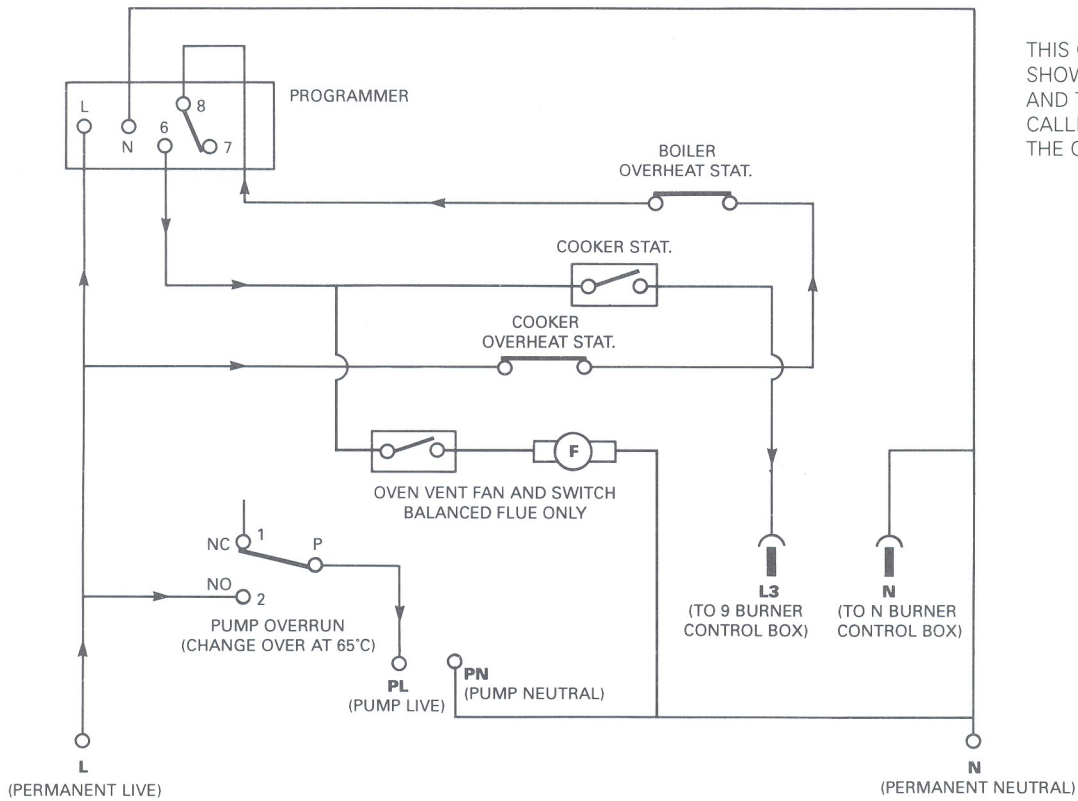 THIS
SHOW
AND
CALL
THE
PROGRAMMER
L
8
6
N
7
BOILER
OVERHEAT STAT.
COOKER STAT.
COOKER
OVERHEAT STAT.
F
OVEN VENT FAN AND SWITCH
BALANCED FLUE ONLY
1
NC
P
NO
2
PUMP OVERRUN
(CHANGE OVER AT 65°C)
L3
(TO 9 BURNER
CONTROL BOX)
N
(TO N BURNER
CONTROL BOX)
PL
(PUMP LIVE)
PN
(PUMP NEUTRAL)
L
(PERMANENT LIVE)
N
(PERMANENT NEUTRAL)